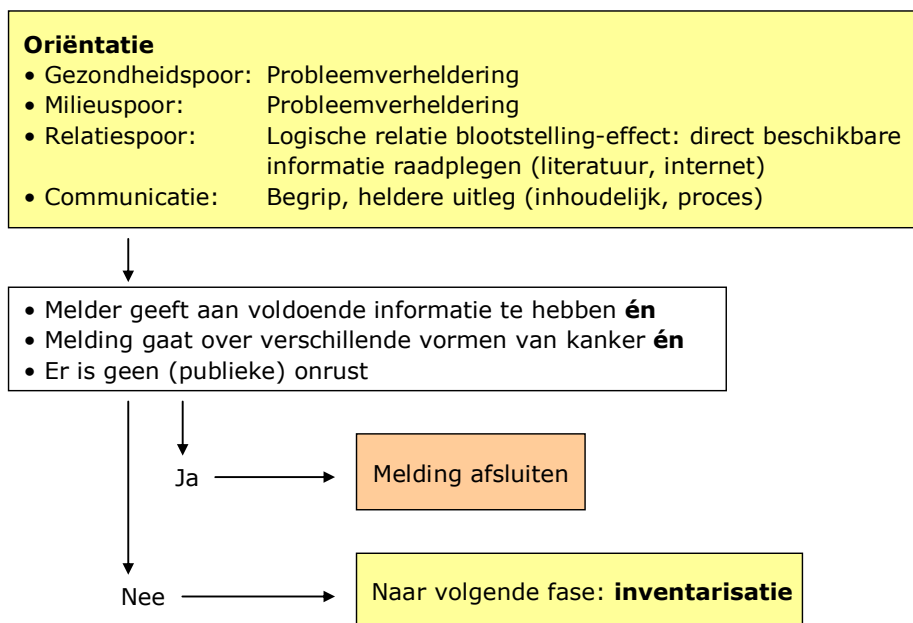 Oriëntatie
• Gezondheidspoor: Probleemverheldering
• Milieuspoor: Probleemverheldering
• Relatiespoor: Logische relatie blootstelling-effect: direct beschikbare
informatie raadplegen (literatuur, internet)
• Communicatie: Begrip, heldere uitleg (inhoudelijk, proces)
• Melder geeft aan voldoende informatie te hebben én
• Melding gaat over verschillende vormen van kanker én
• Er is geen (publieke) onrust
Ja
Melding afsluiten
Nee
Naar volgende fase: inventarisatie